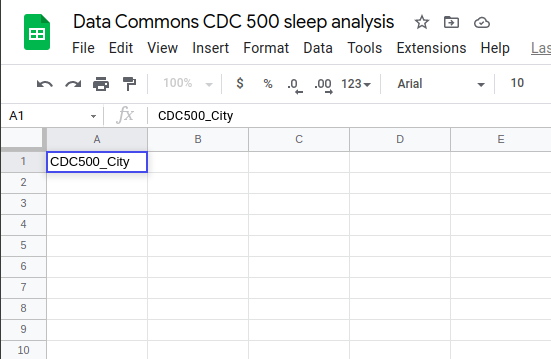 Data Commons CDC 500 sleep analysis
File Edit View Insert Format Data Tools Extensions Help Las
100% $ % .0 .00 123 Arial 10
A1 fx CDC500_City
A B C D E
1 CDC500_City
2
3
4
5
6
7
8
9
10